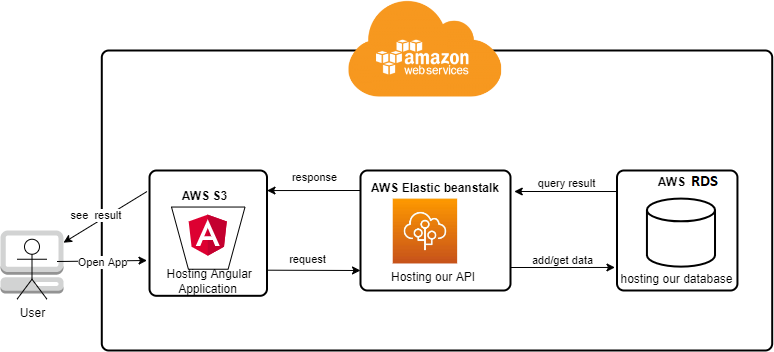 amazon
webservices
response
query result
AWS S3
AWS Elastic beanstalk
AWS RDS
see result
A
Open App
request
add/get data
Hosting Angular
Application
Hosting our API
hosting our database
User